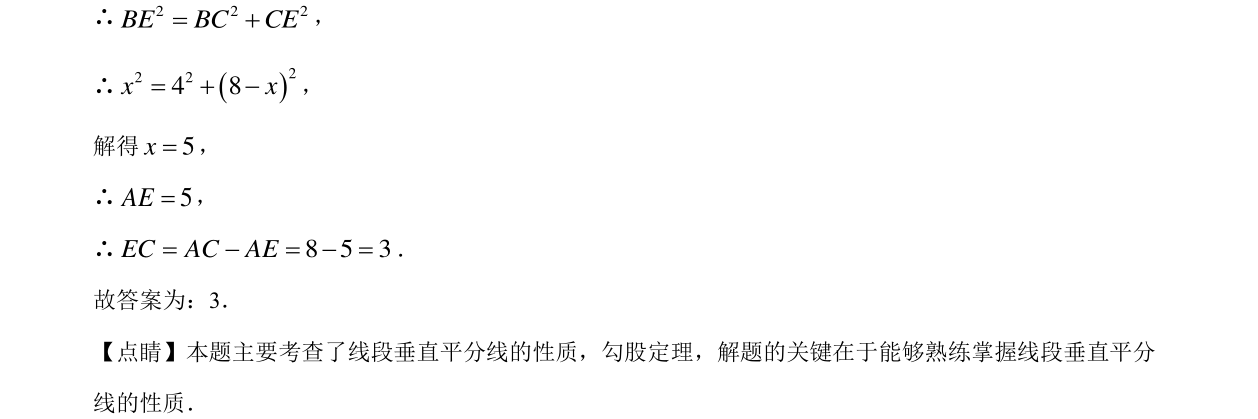 ∴ BE² = BC² + CE²，
∴ x² = 4² + (8 − x)²，
解得 x = 5，
∴ AE = 5，
∴ EC = AC − AE = 8 − 5 = 3．
故答案为：3．
【点睛】本题主要考查了线段垂直平分线的性质，勾股定理，解题的关键在于能够熟练掌握线段垂直平分
线的性质．